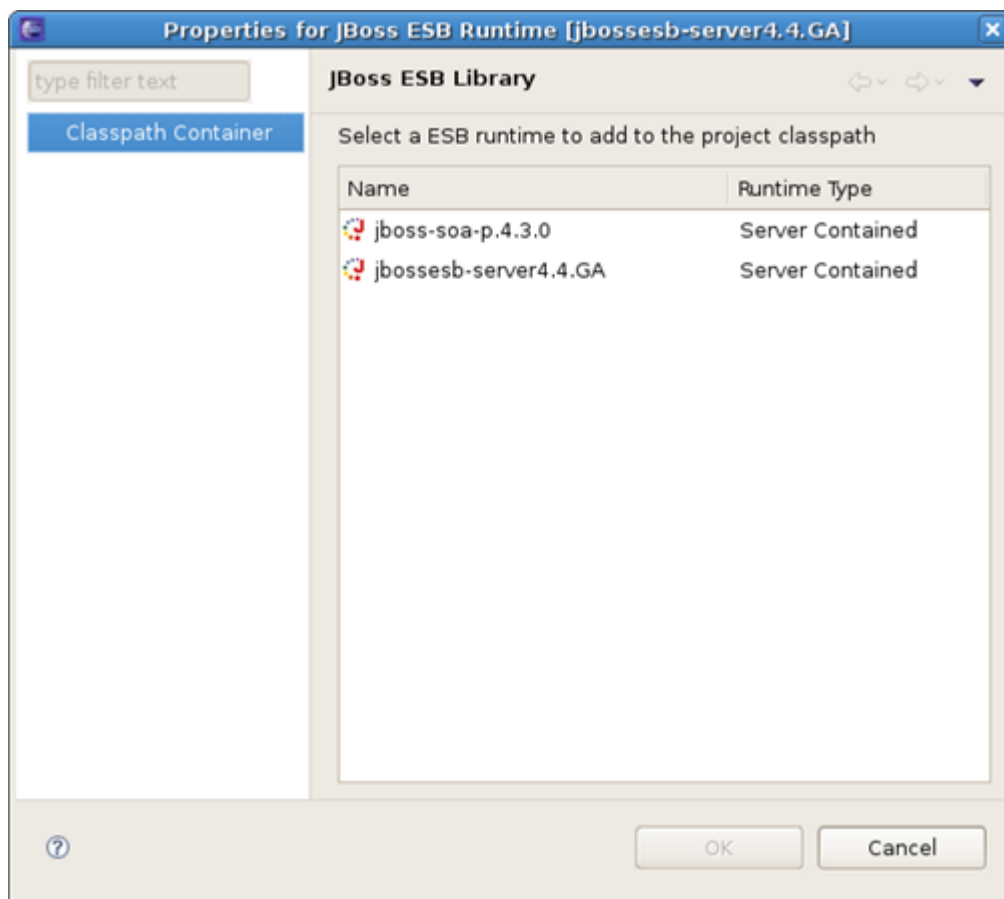 Properties for JBoss ESB Runtime [jbossesb-server4.4.GA]
type filter text
JBoss ESB Library
Classpath Container
Select a ESB runtime to add to the project classpath
Name Runtime Type
jboss-soa-p.4.3.0 Server Contained
jbossesb-server4.4.GA Server Contained
OK Cancel